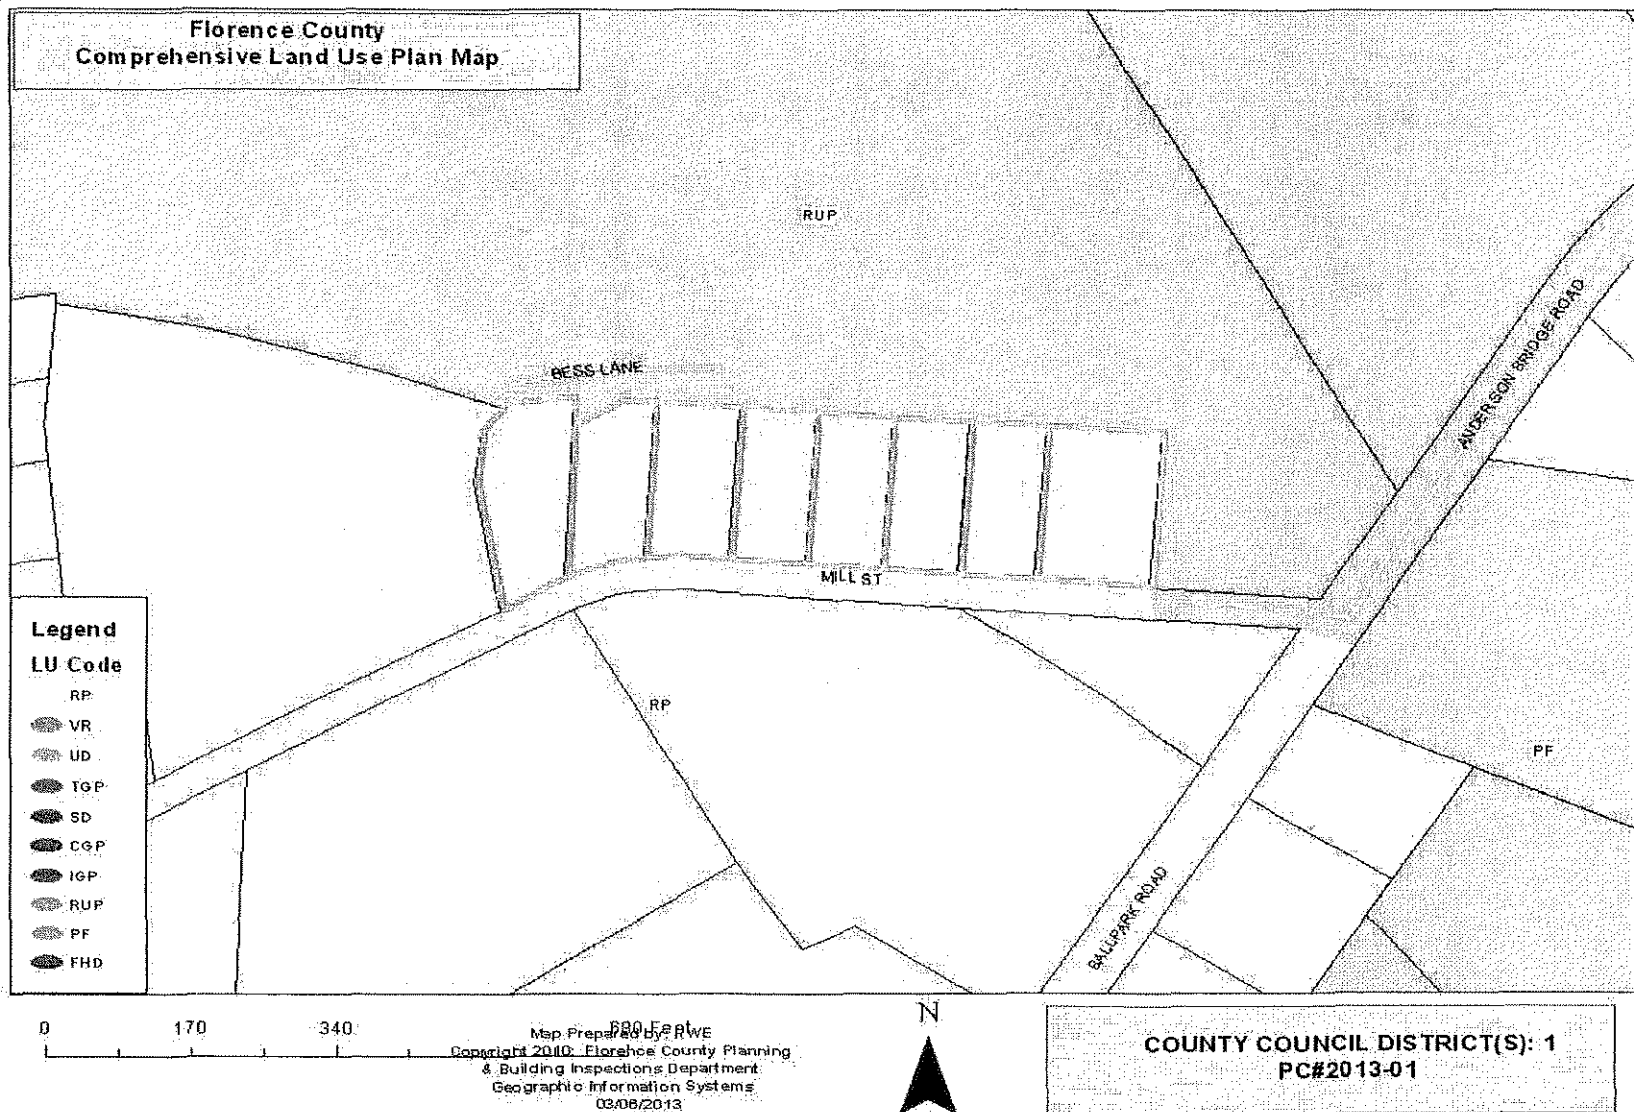 Florence County
Comprehensive Land Use Plan Map
RUP
BESS LANE
ANDERSON BRIDGE ROAD
MILL ST
RP
PF
BALLPARK ROAD
Legend
LU Code
RP
VR
UD
TGP
SD
CGP
IGP
RUP
PF
FHD
0 170 340 680 Feet
Map Prepared by: RWE
Copyright 2010: Florence County Planning
& Building Inspections Department
Geographic Information Systems
03/06/2013
N
COUNTY COUNCIL DISTRICT(S): 1
PC#2013-01